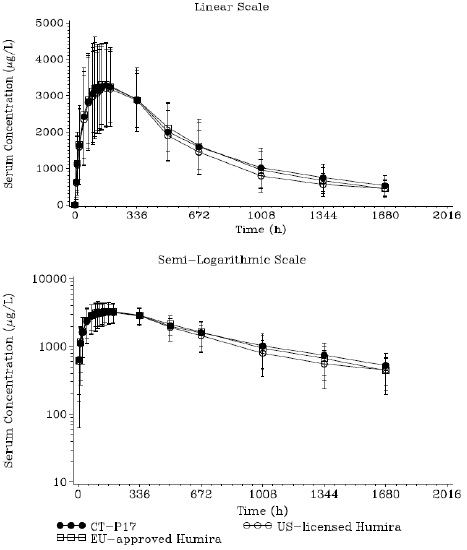 Linear Scale
Serum Concentration (µg/L)
5000
4000
3000
2000
1000
0
0 336 672 1008 1344 1680 2016
Time (h)
Semi-Logarithmic Scale
Serum Concentration (µg/L)
10000
1000
100
10
0 336 672 1008 1344 1680 2016
Time (h)
CT-P17 US-licensed Humira
EU-approved Humira